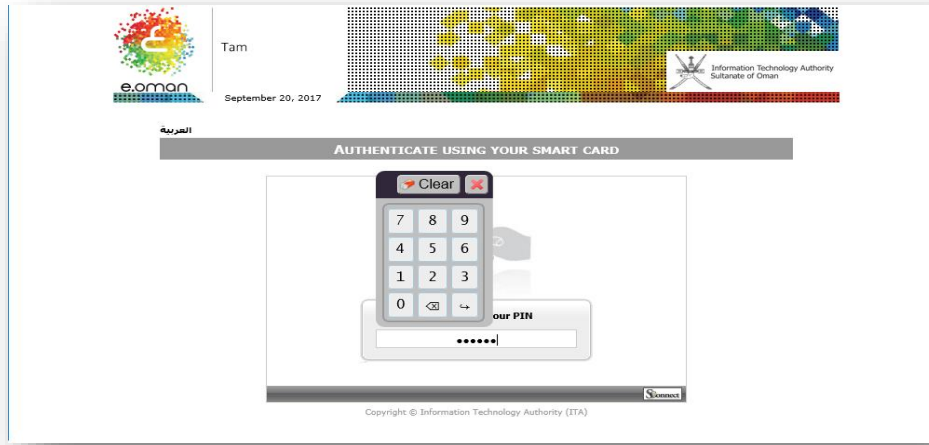 Tam
Information Technology Authority
Sultanate of Oman
e.oman
September 20, 2017
العربية
AUTHENTICATE USING YOUR SMART CARD
Clear
7 8 9
4 5 6
1 2 3
0
our PIN
••••••
SConnect
Copyright © Information Technology Authority (ITA)